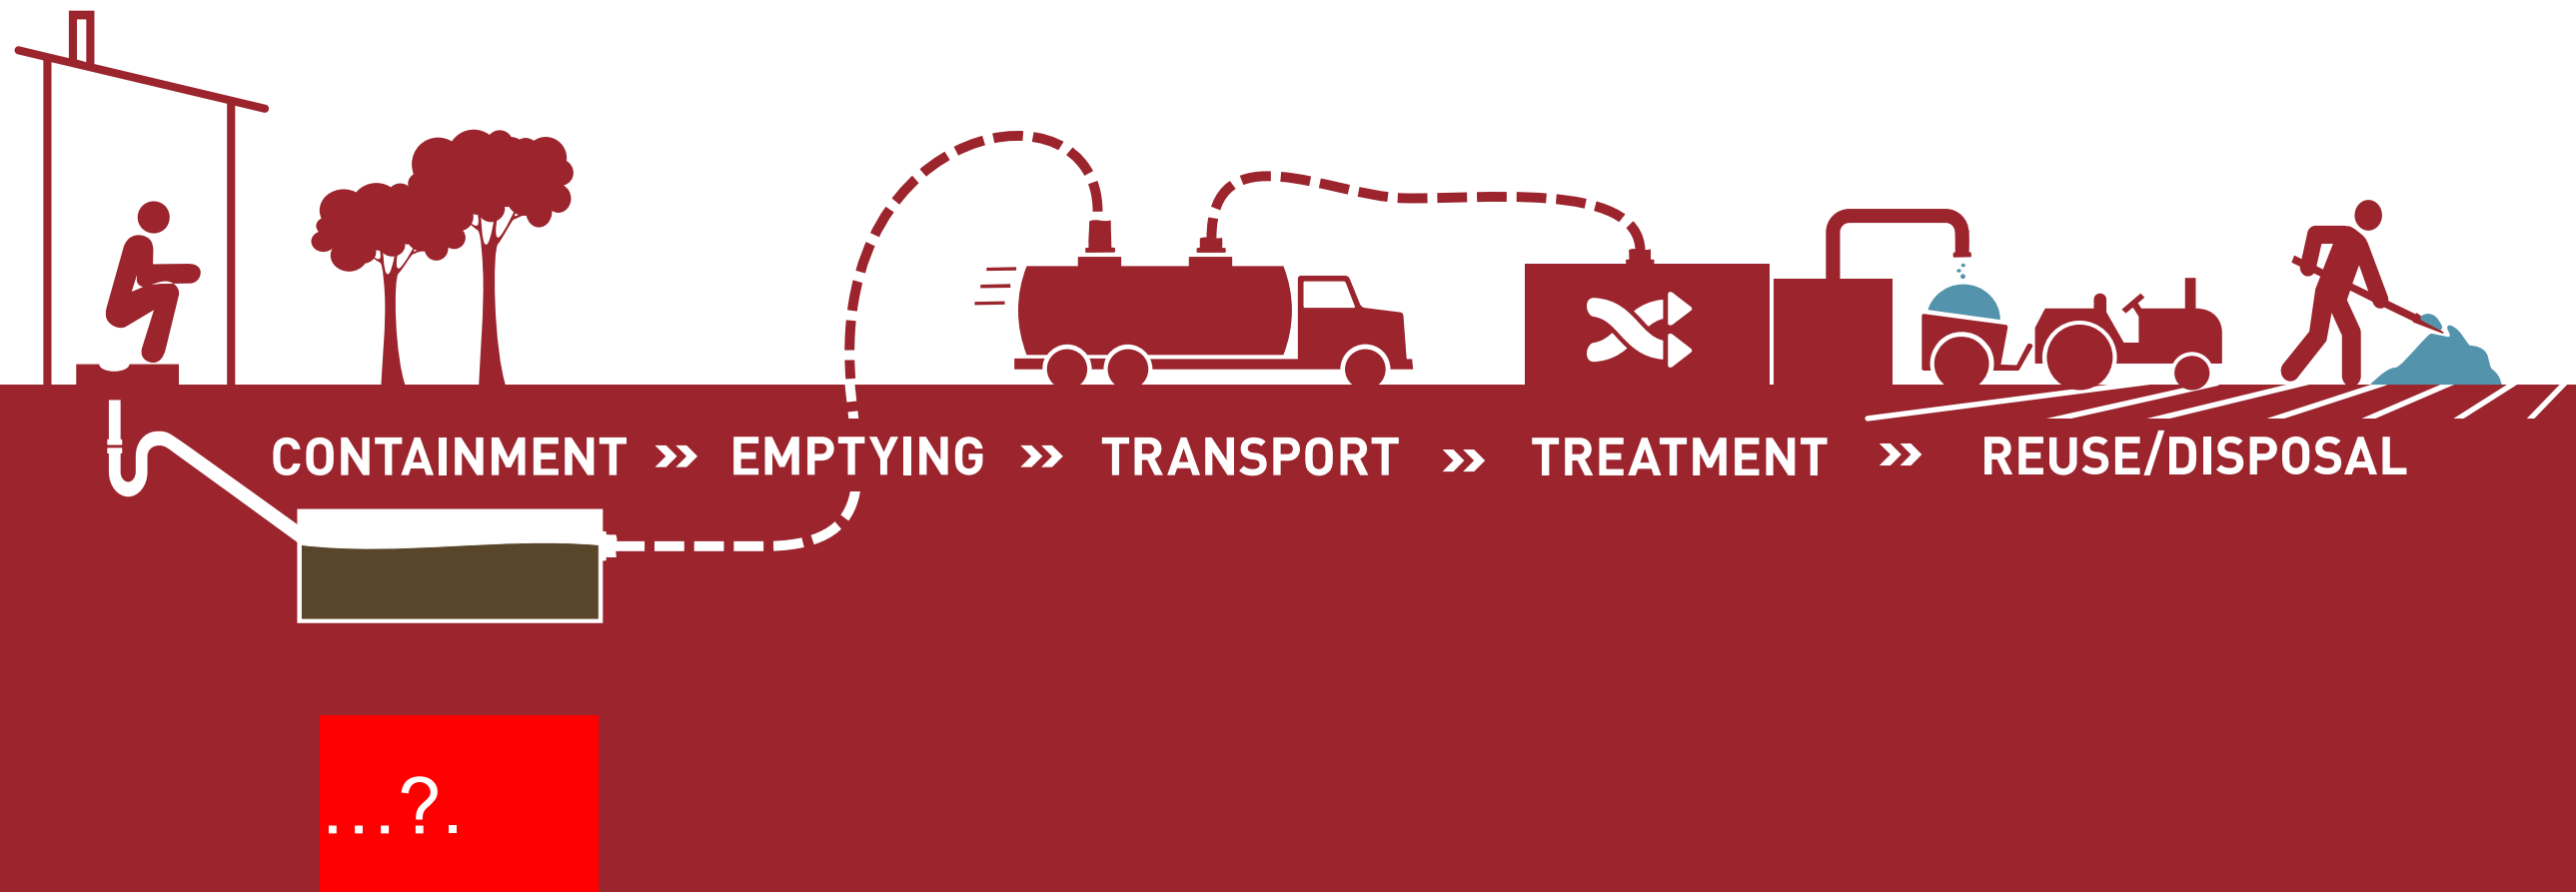 CONTAINMENT » EMPTYING » TRANSPORT » TREATMENT » REUSE/DISPOSAL
...?.